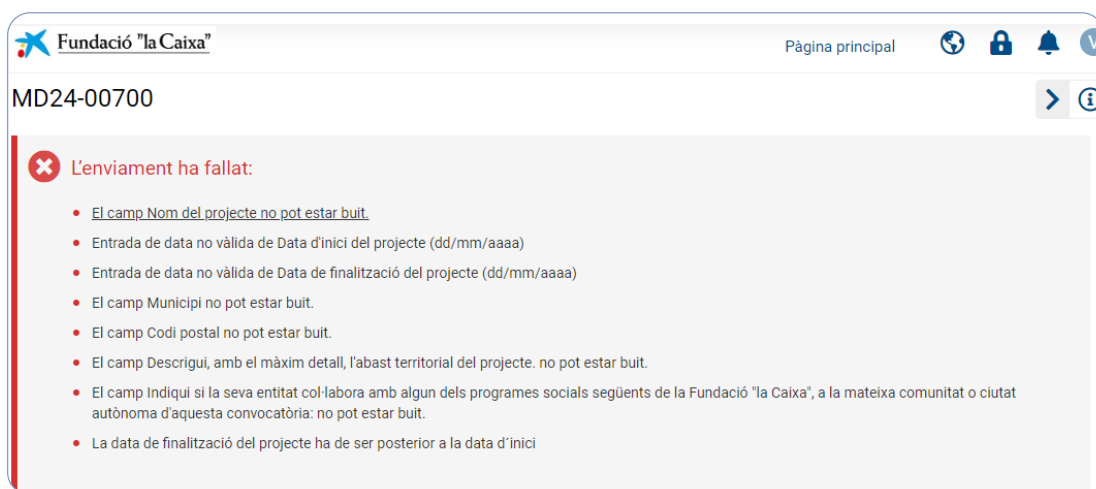 Fundació "la Caixa"
Pàgina principal
V
MD24-00700
L'enviament ha fallat:
El camp Nom del projecte no pot estar buit.
Entrada de data no vàlida de Data d'inici del projecte (dd/mm/aaaa)
Entrada de data no vàlida de Data de finalització del projecte (dd/mm/aaaa)
El camp Municipi no pot estar buit.
El camp Codi postal no pot estar buit.
El camp Descrigui, amb el màxim detall, l'abast territorial del projecte. no pot estar buit.
El camp Indiqui si la seva entitat col·labora amb algun dels programes socials següents de la Fundació "la Caixa", a la mateixa comunitat o ciutat
autònoma d'aquesta convocatòria: no pot estar buit.
La data de finalització del projecte ha de ser posterior a la data d´inici